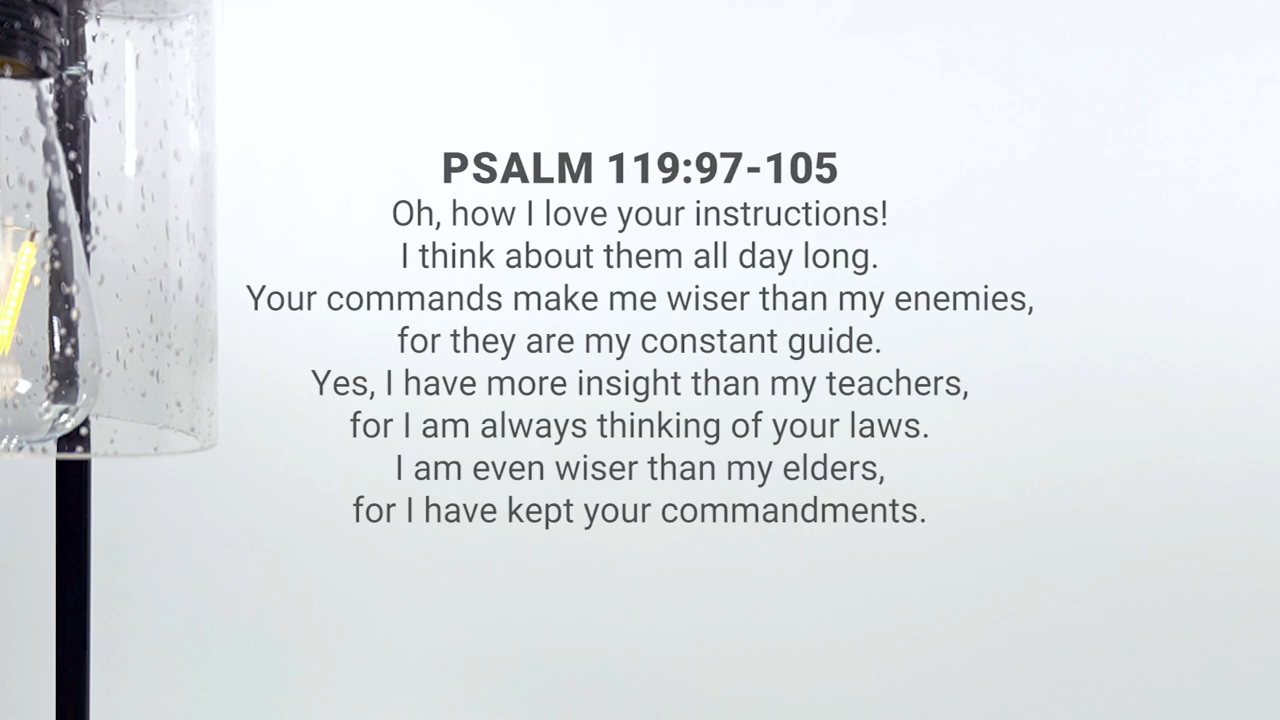 PSALM 119:97-105
Oh, how I love your instructions!
I think about them all day long.
Your commands make me wiser than my enemies,
for they are my constant guide.
Yes, I have more insight than my teachers,
for I am always thinking of your laws.
I am even wiser than my elders,
for I have kept your commandments.